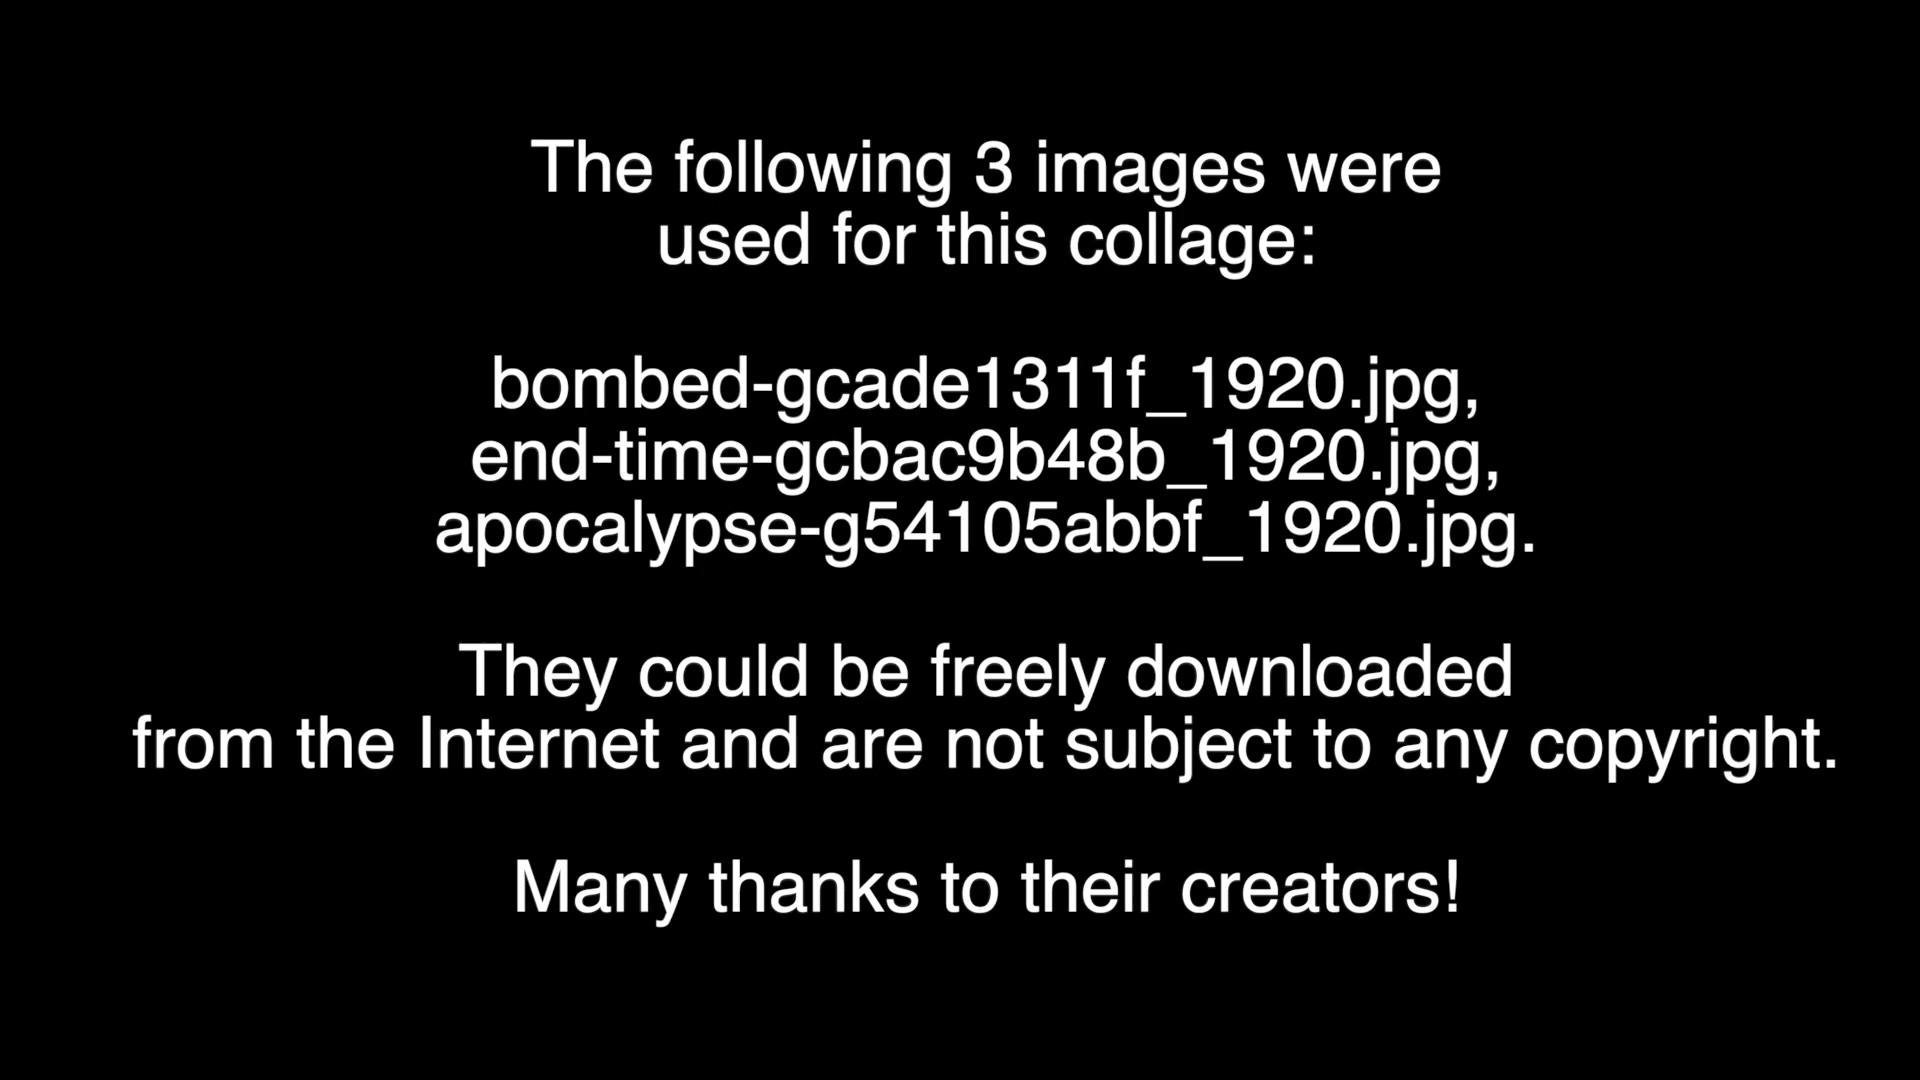 The following 3 images were
used for this collage:
bombed-gcade1311f_1920.jpg,
end-time-gcbac9b48b_1920.jpg,
apocalypse-g54105abbf_1920.jpg.
They could be freely downloaded
from the Internet and are not subject to any copyright.
Many thanks to their creators!